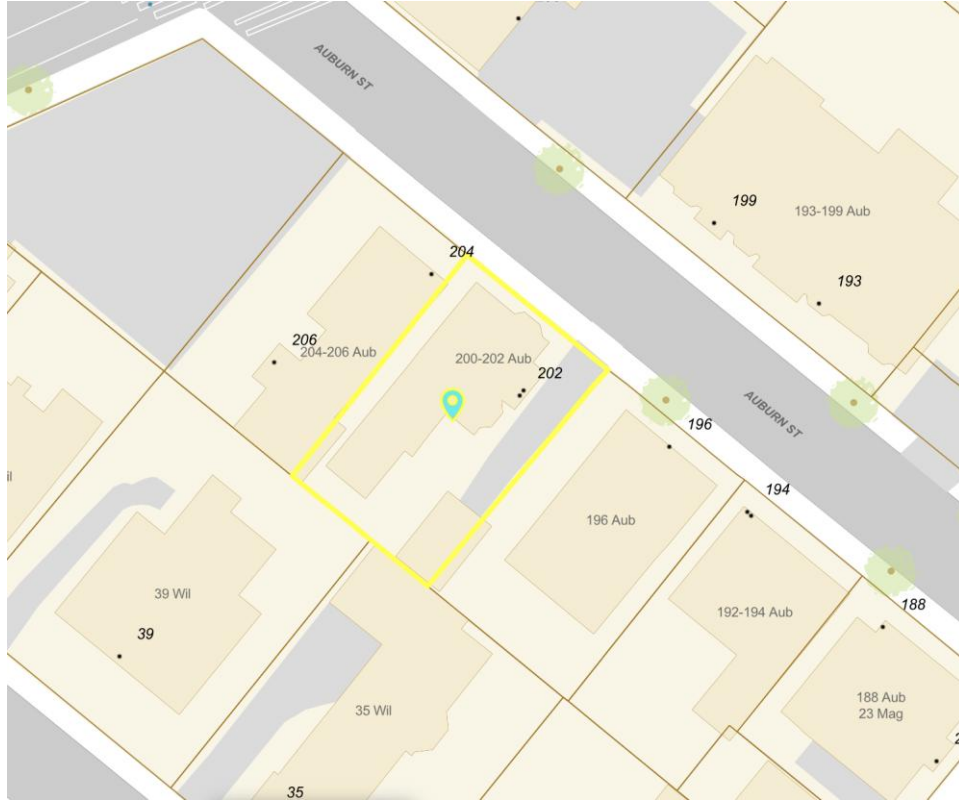 AUBURN ST
199
193-199 Aub
204
193
206
204-206 Aub
200-202 Aub
202
AUBURN ST
196
194
196 Aub
39 Wil
192-194 Aub
188
39
188 Aub
23 Mag
35 Wil
35